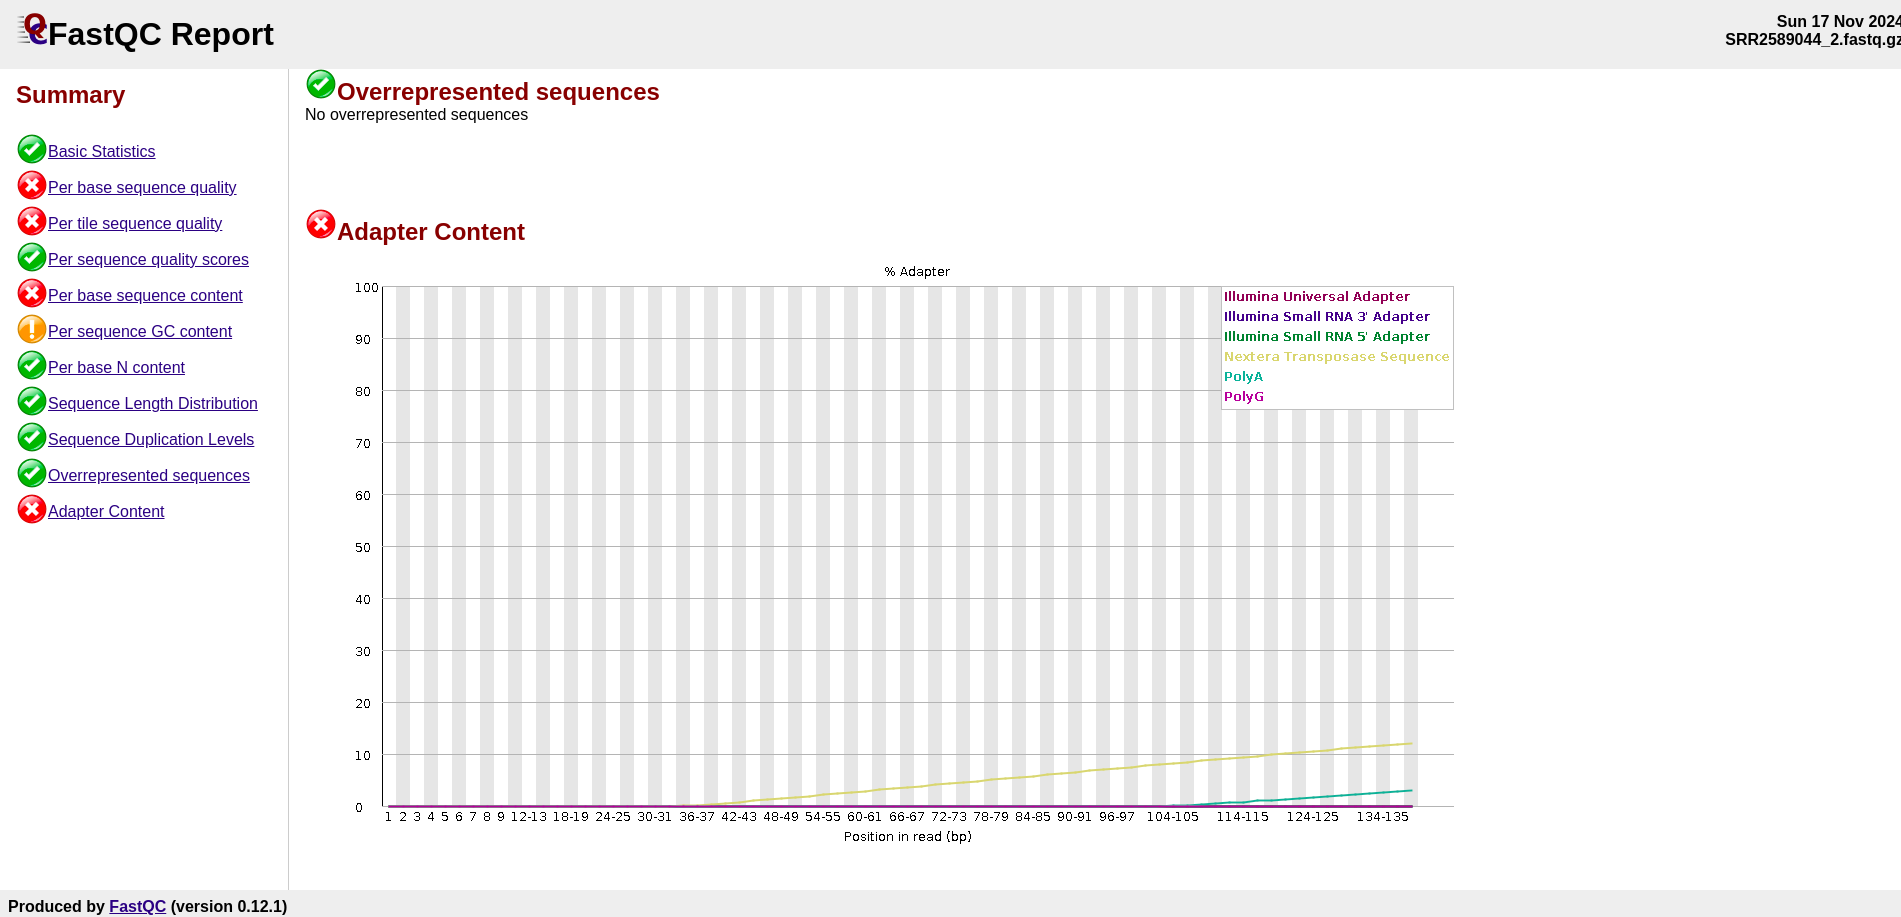 FastQC Report
Sun 17 Nov 2024
SRR2589044_2.fastq.gz
Summary
Basic Statistics
Per base sequence quality
Per tile sequence quality
Per sequence quality scores
Per base sequence content
Per sequence GC content
Per base N content
Sequence Length Distribution
Sequence Duplication Levels
Overrepresented sequences
Adapter Content
Overrepresented sequences
No overrepresented sequences
Adapter Content
% Adapter
100
90
80
70
60
50
40
30
20
10
0
Illumina Universal Adapter
Illumina Small RNA 3' Adapter
Illumina Small RNA 5' Adapter
Nextera Transposase Sequence
PolyA
PolyG
1 2 3 4 5 6 7 8 9 12-13 18-19 24-25 30-31 36-37 42-43 48-49 54-55 60-61 66-67 72-73 78-79 84-85 90-91 96-97 104-105 114-115 124-125 134-135
Position in read (bp)
Produced by FastQC (version 0.12.1)